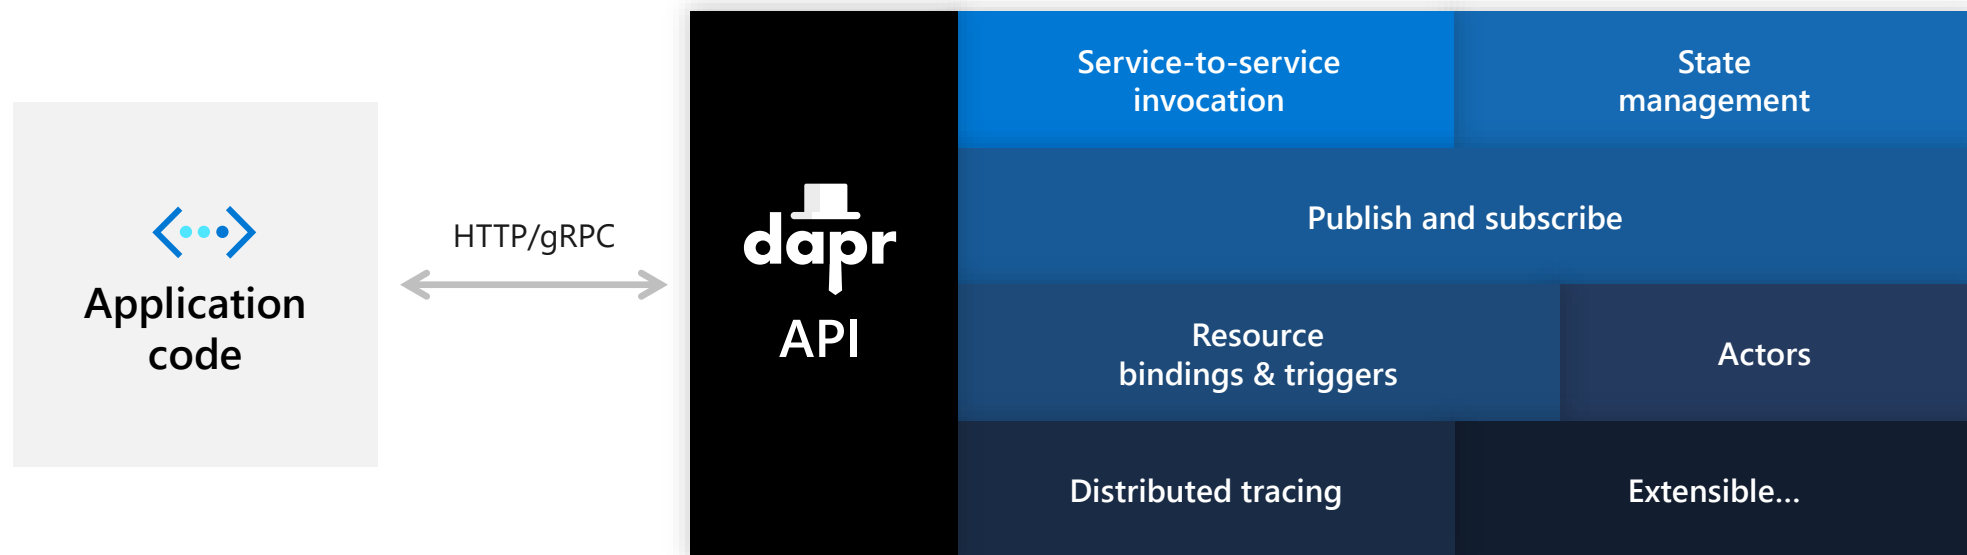 Application
code
HTTP/gRPC
dapr
API
Service-to-service
invocation
State
management
Publish and subscribe
Resource
bindings & triggers
Actors
Distributed tracing
Extensible...